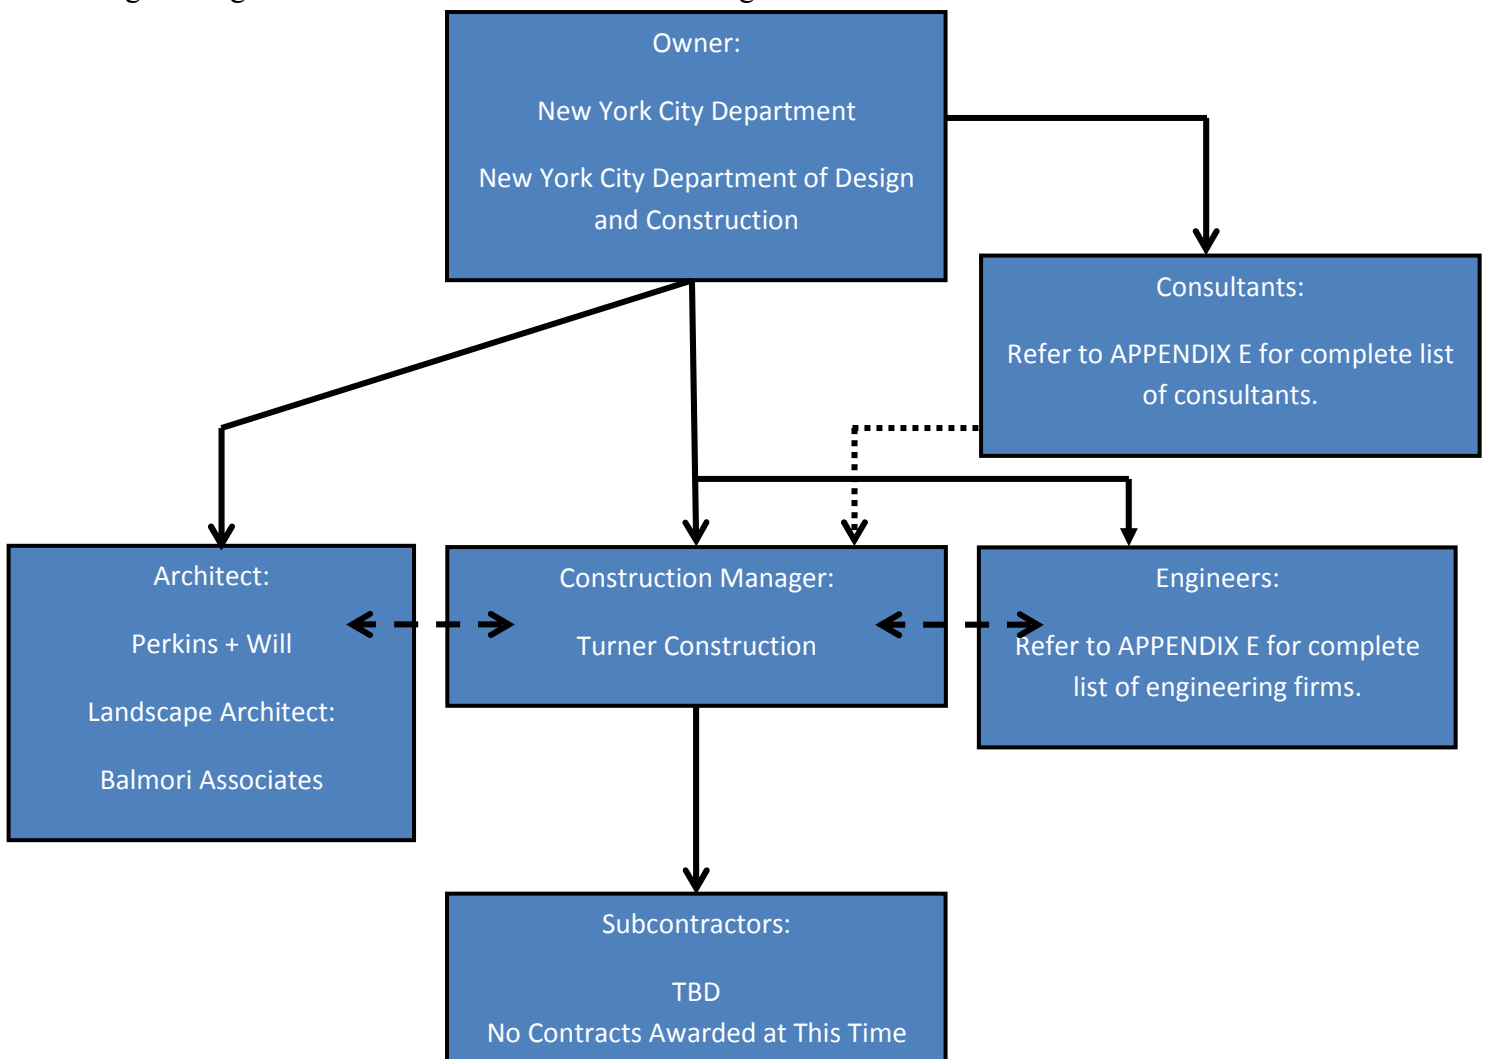 Owner:
New York City Department
New York City Department of Design
and Construction
Consultants:
Refer to APPENDIX E for complete list
of consultants.
Architect:
Perkins + Will
Landscape Architect:
Balmori Associates
Construction Manager:
Turner Construction
Engineers:
Refer to APPENDIX E for complete
list of engineering firms.
Subcontractors:
TBD
No Contracts Awarded at This Time